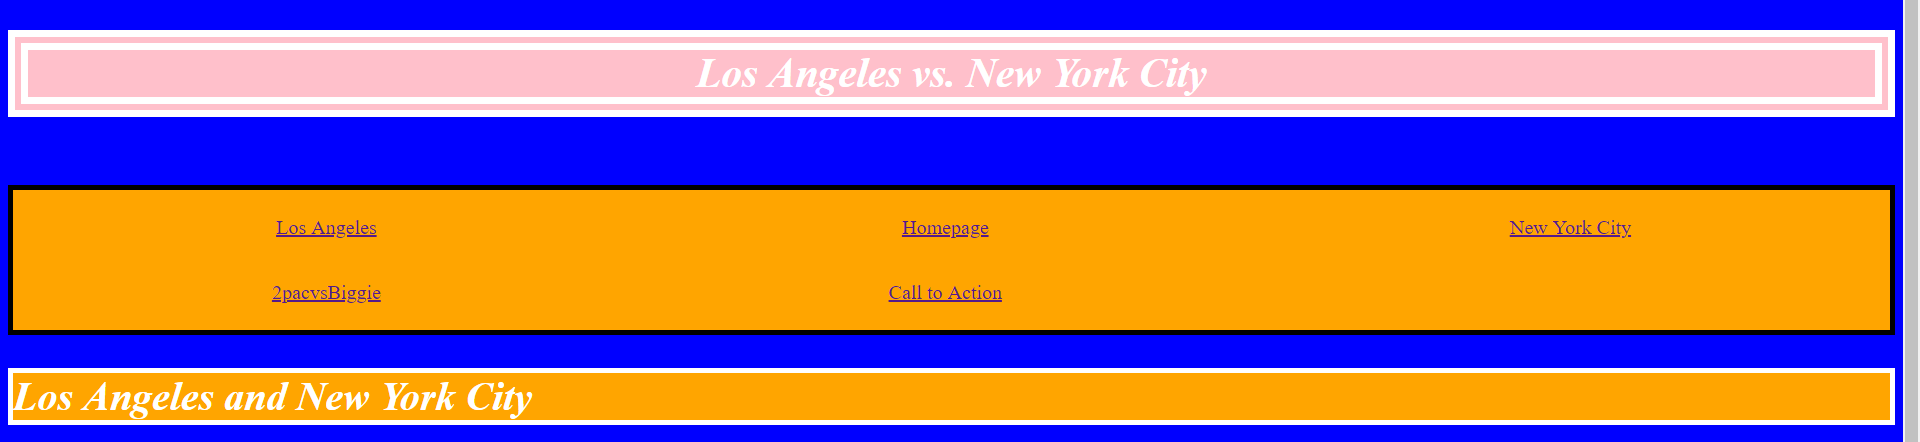 Los Angeles vs. New York City
Los Angeles Homepage New York City
2pacvsBiggie Call to Action
Los Angeles and New York City